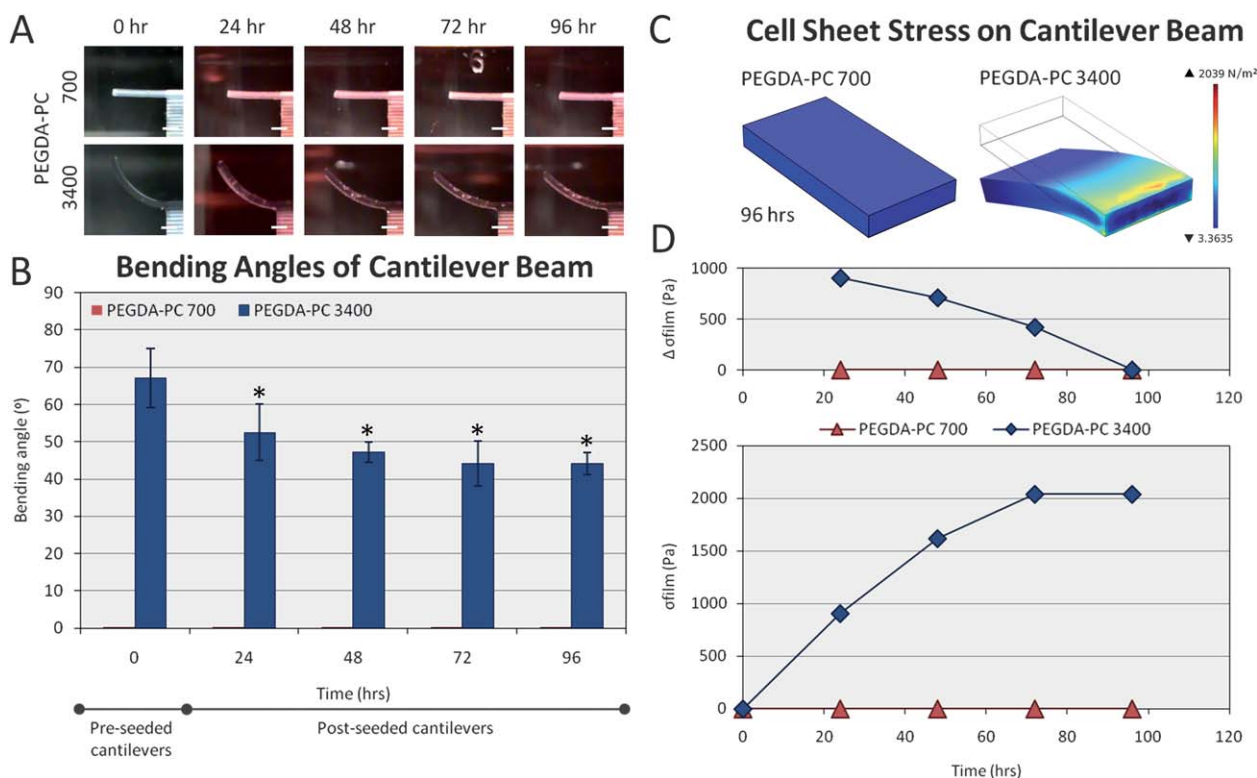 A
0 hr 24 hr 48 hr 72 hr 96 hr
PEGDA-PC
700
3400
6
B
Bending Angles of Cantilever Beam
PEGDA-PC 700 PEGDA-PC 3400
90
80
70
60
50
40
30
20
10
0
Bending angle (º)
* * * *
0 24 48 72 96
Time (hrs)
Pre-seeded
cantilevers
Post-seeded cantilevers
C
Cell Sheet Stress on Cantilever Beam
PEGDA-PC 700 PEGDA-PC 3400
▲ 2039 N/m²
▼ 3.3635
96 hrs
D
1000
500
0
Δ σfilm (Pa)
0 20 40 60 80 100 120
PEGDA-PC 700 PEGDA-PC 3400
2500
2000
1500
1000
500
0
σfilm (Pa)
0 20 40 60 80 100 120
Time (hrs)